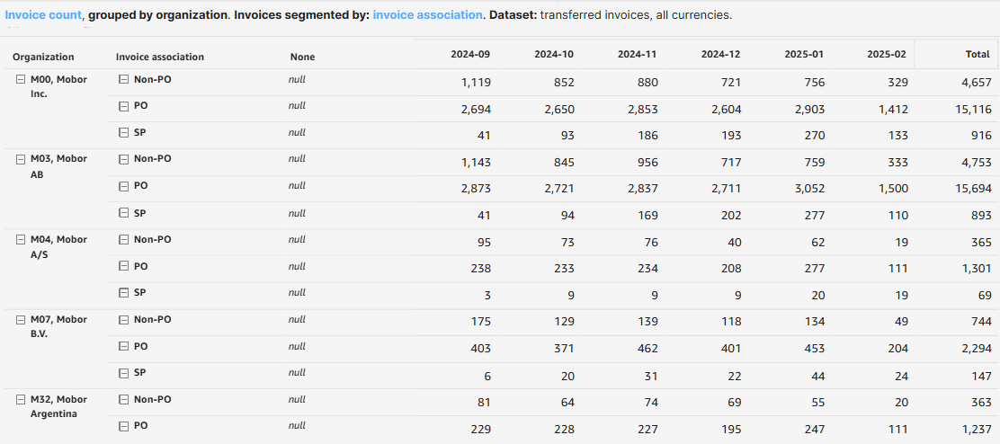 Invoice count, grouped by organization. Invoices segmented by: invoice association. Dataset: transferred invoices, all currencies.
Organization Invoice association None 2024-09 2024-10 2024-11 2024-12 2025-01 2025-02 Total
M00, Mobor Inc. Non-PO null 1,119 852 880 721 756 329 4,657
PO null 2,694 2,650 2,853 2,604 2,903 1,412 15,116
SP null 41 93 186 193 270 133 916
M03, Mobor AB Non-PO null 1,143 845 956 717 759 333 4,753
PO null 2,873 2,721 2,837 2,711 3,052 1,500 15,694
SP null 41 94 169 202 277 110 893
M04, Mobor A/S Non-PO null 95 73 76 40 62 19 365
PO null 238 233 234 208 277 111 1,301
SP null 3 9 9 9 20 19 69
M07, Mobor B.V. Non-PO null 175 129 139 118 134 49 744
PO null 403 371 462 401 453 204 2,294
SP null 6 20 31 22 44 24 147
M32, Mobor Argentina Non-PO null 81 64 74 69 55 20 363
PO null 229 228 227 195 247 111 1,237